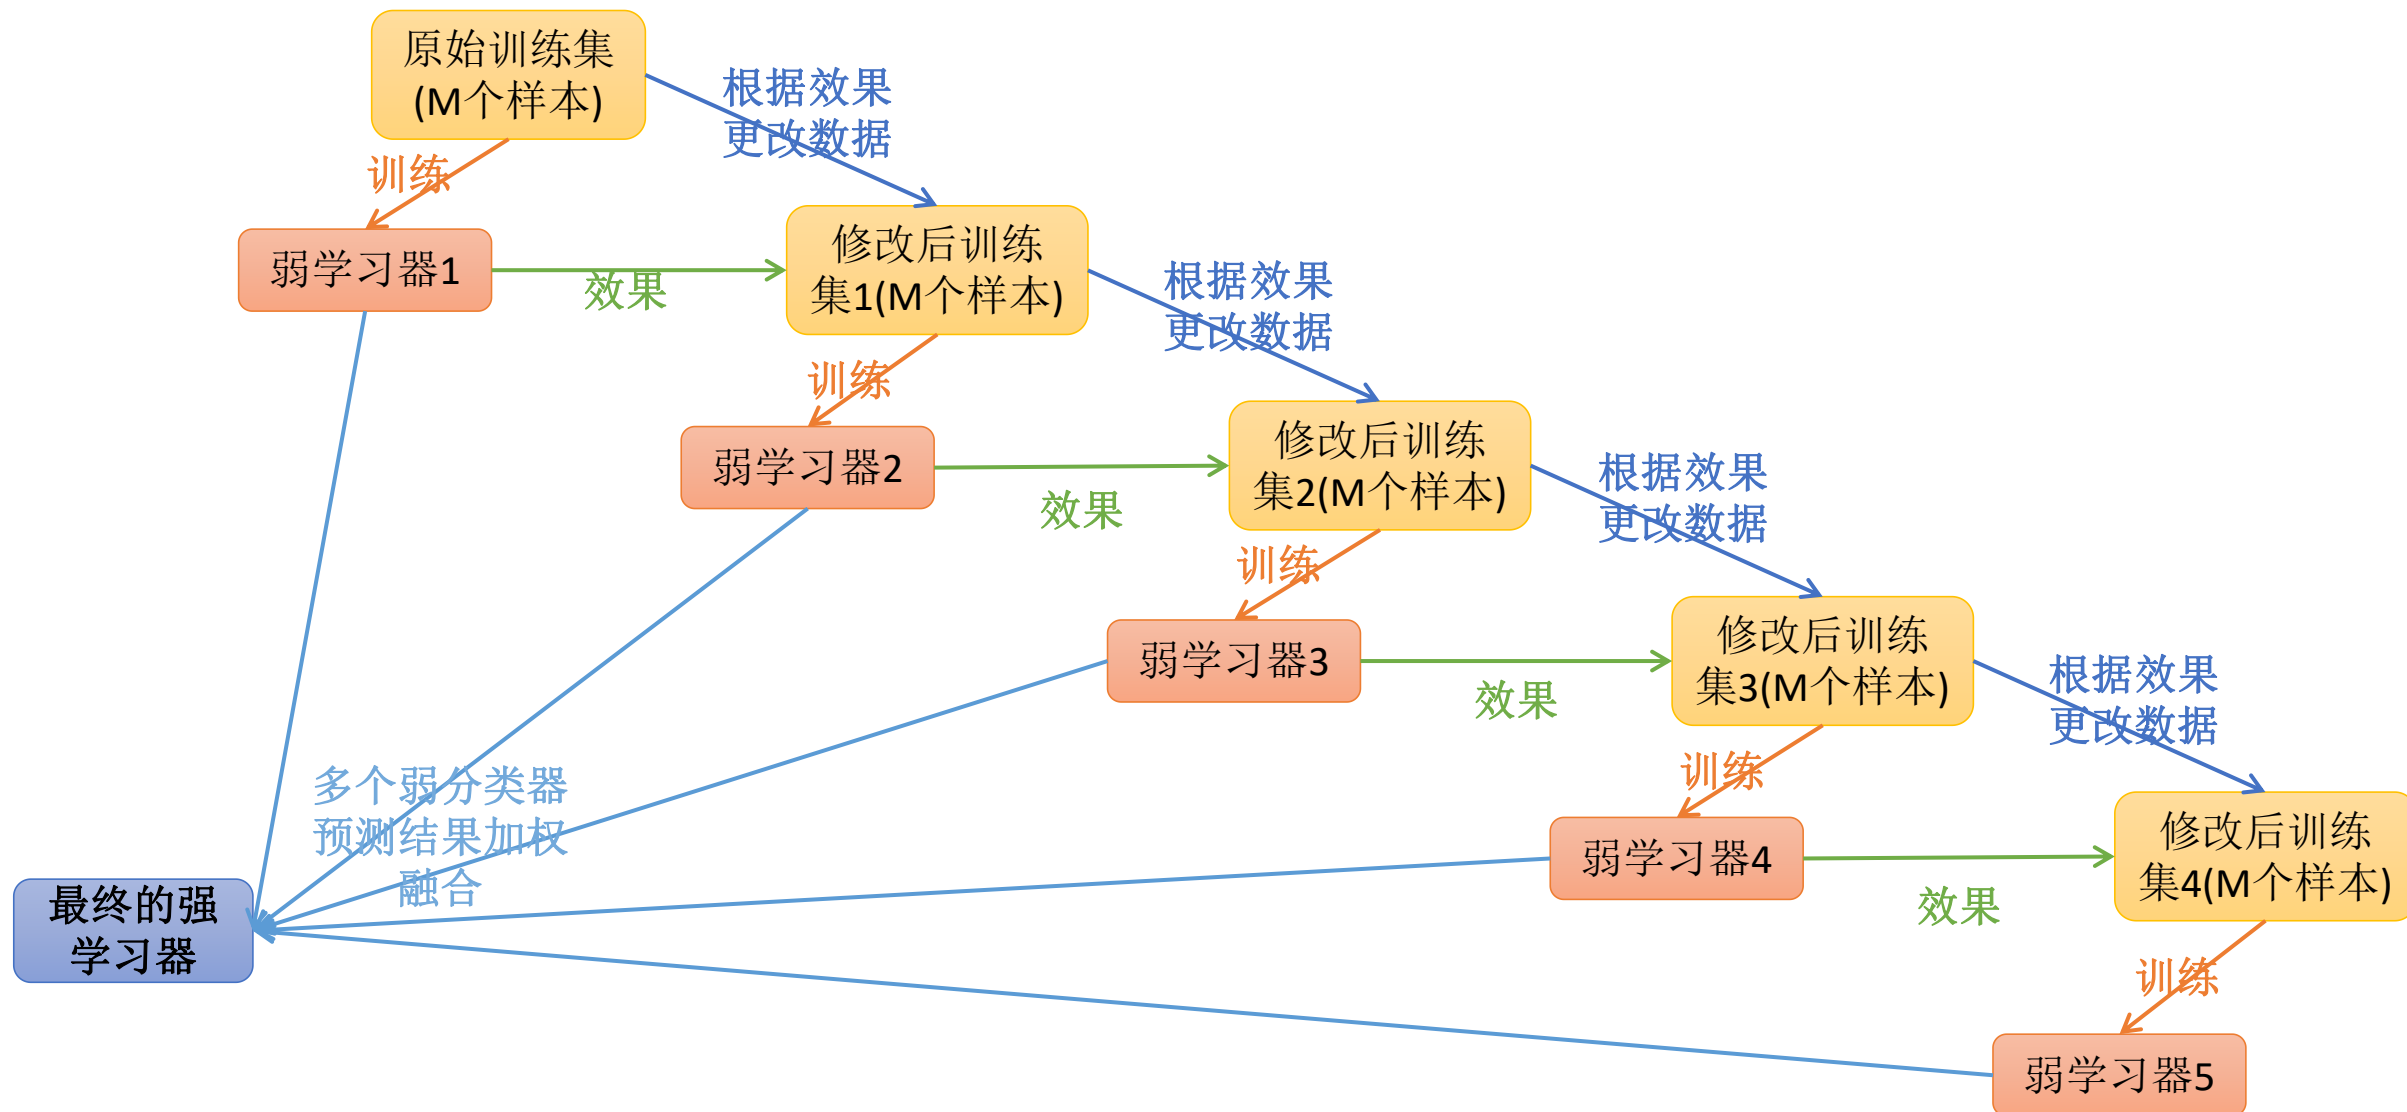 原始训练集
(M个样本)
根据效果
更改数据
训练
弱学习器1
效果
修改后训练
集1(M个样本)
根据效果
更改数据
训练
弱学习器2
效果
修改后训练
集2(M个样本)
根据效果
更改数据
训练
弱学习器3
效果
修改后训练
集3(M个样本)
根据效果
更改数据
训练
弱学习器4
效果
修改后训练
集4(M个样本)
训练
弱学习器5
多个弱分类器
预测结果加权
融合
最终的强
学习器